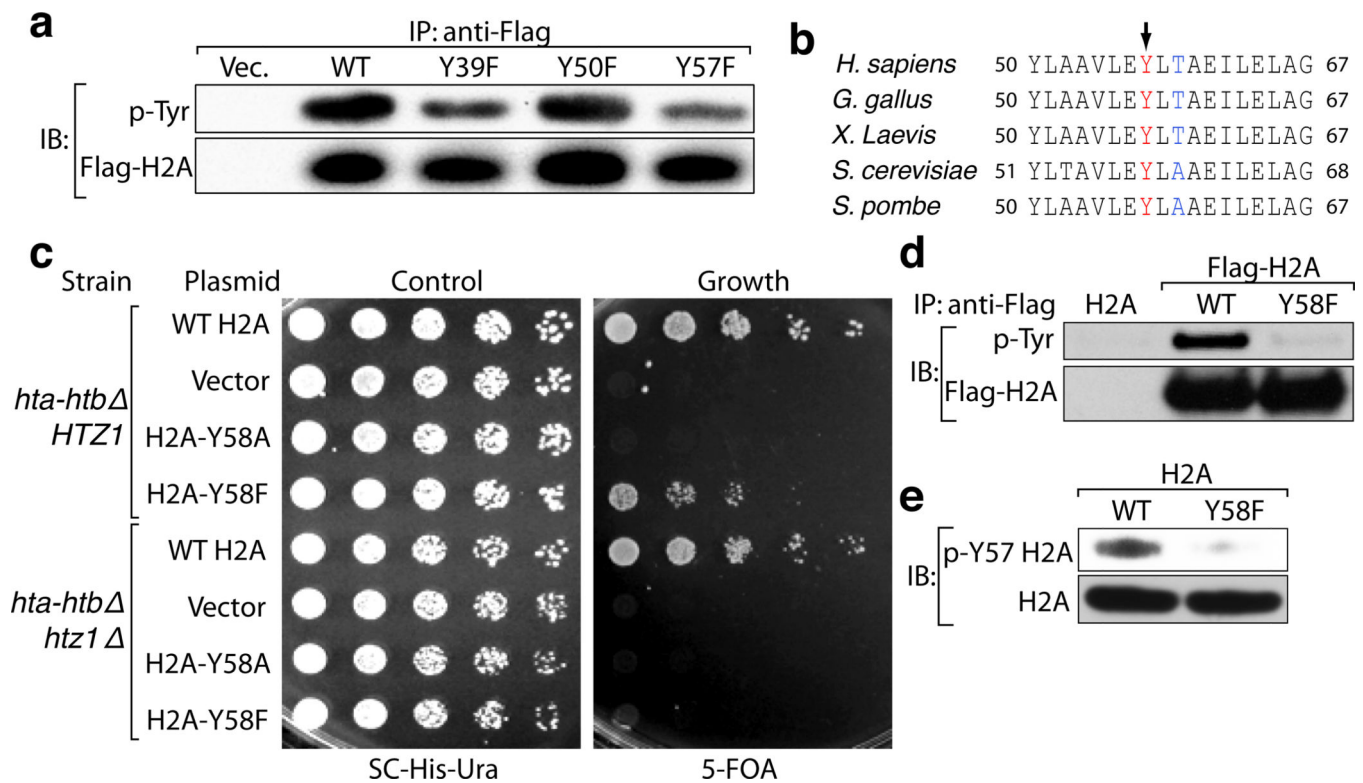 a
IP: anti-Flag
Vec. WT Y39F Y50F Y57F
IB:
p-Tyr
Flag-H2A
b
H. sapiens 50 YLAAVLEYLTAEILELAG 67
G. gallus 50 YLAAVLEYLTAEILELAG 67
X. Laevis 50 YLAAVLEYLTAEILELAG 67
S. cerevisiae 51 YLTAVLEYLAAEILELAG 68
S. pombe 50 YLAAVLEYLAAEILELAG 67
c
Strain Plasmid Control Growth
hta-htbΔ HTZ1
WT H2A
Vector
H2A-Y58A
H2A-Y58F
hta-htbΔ htz1 Δ
WT H2A
Vector
H2A-Y58A
H2A-Y58F
SC-His-Ura 5-FOA
d
Flag-H2A
IP: anti-Flag H2A WT Y58F
IB:
p-Tyr
Flag-H2A
e
H2A
WT Y58F
IB:
p-Y57 H2A
H2A